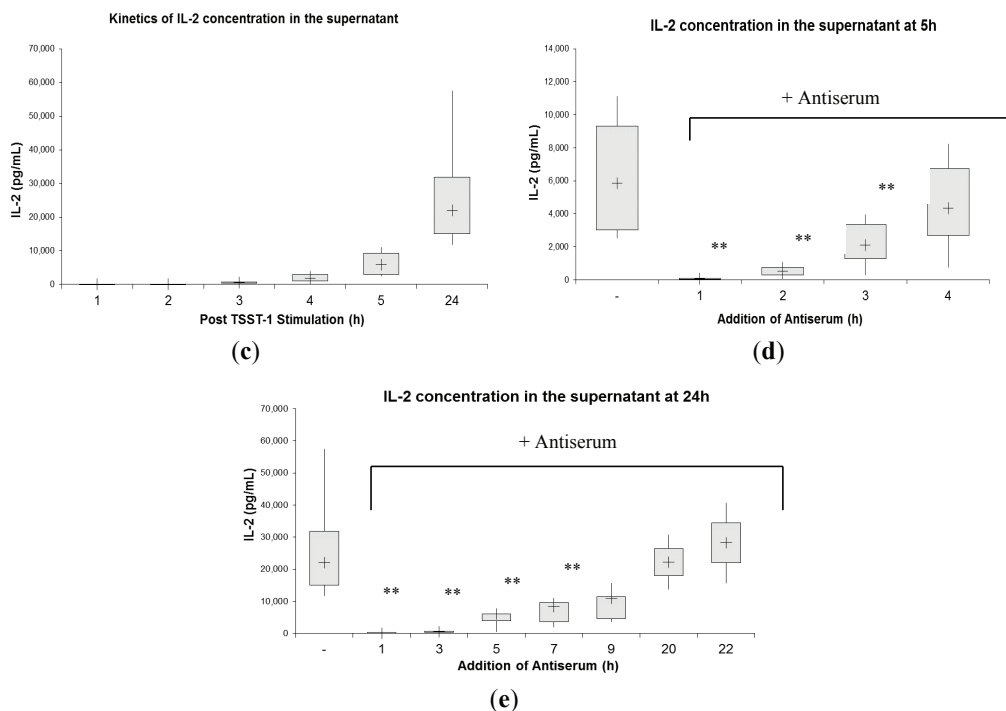 Kinetics of IL-2 concentration in the supernatant
70,000
60,000
50,000
40,000
30,000
20,000
10,000
0
IL-2 (pg/mL)
1 2 3 4 5 24
Post TSST-1 Stimulation (h)
(c)
IL-2 concentration in the supernatant at 5h
14,000
12,000
10,000
8,000
6,000
4,000
2,000
0
IL-2 (pg/mL)
+ Antiserum
** ** **
- 1 2 3 4
Addition of Antiserum (h)
(d)
IL-2 concentration in the supernatant at 24h
70,000
60,000
50,000
40,000
30,000
20,000
10,000
0
IL-2 (pg/mL)
+ Antiserum
** ** ** **
- 1 3 5 7 9 20 22
Addition of Antiserum (h)
(e)